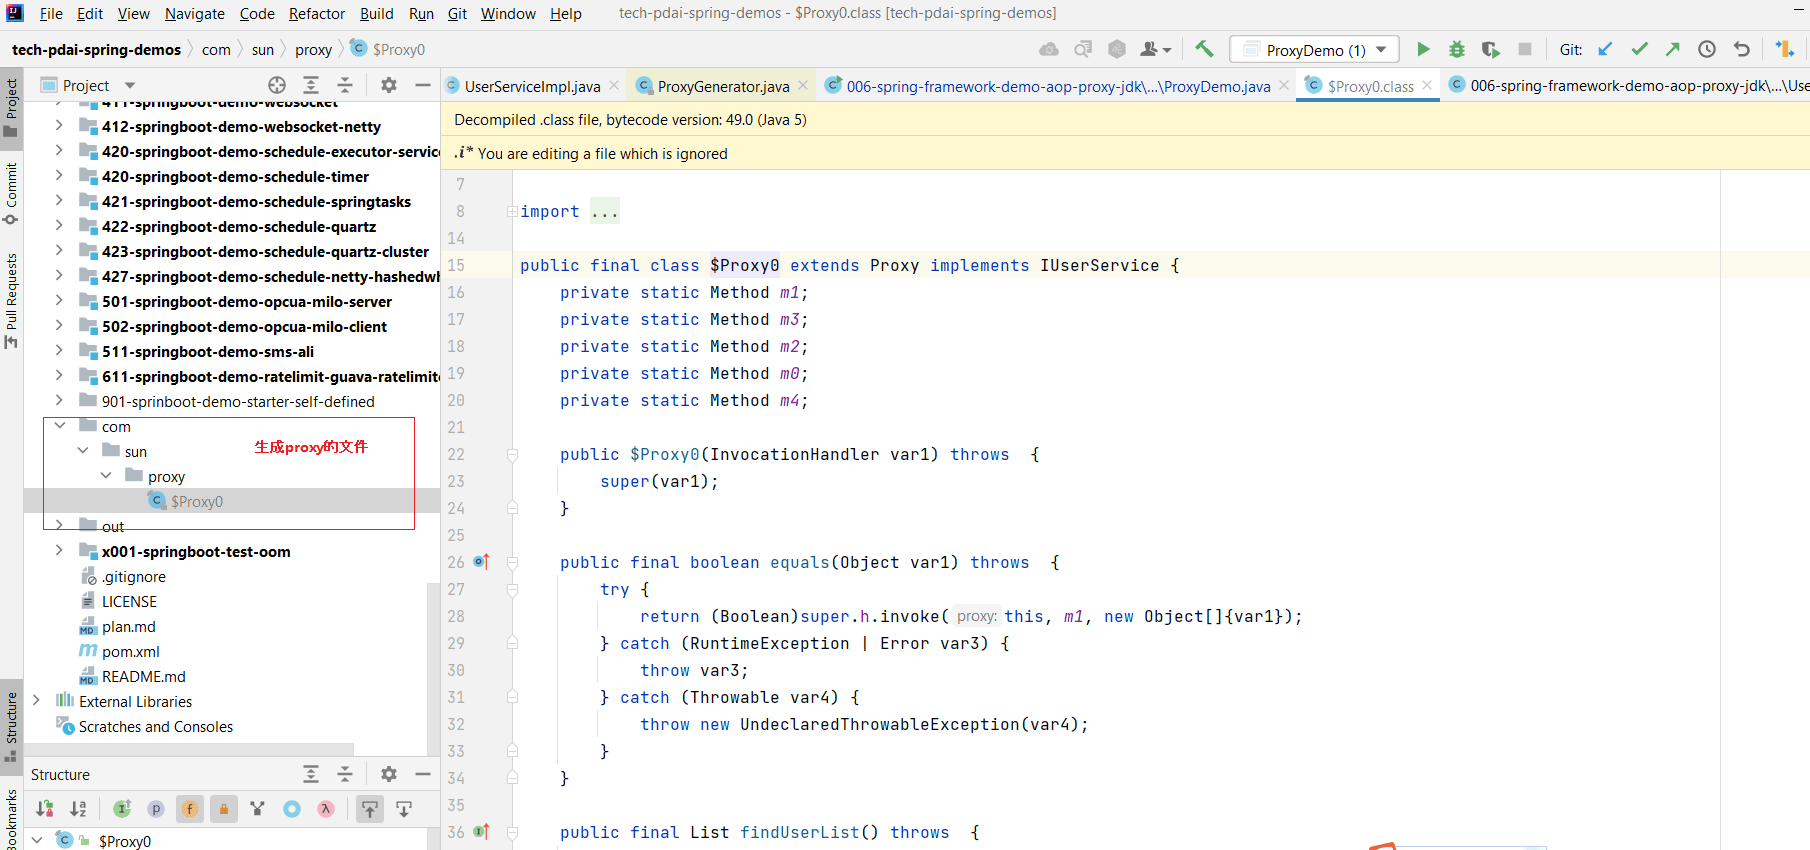 File Edit View Navigate Code Refactor Build Run Git Window Help tech-pdai-spring-demos - $Proxy0.class [tech-pdai-spring-demos]
tech-pdai-spring-demos com sun proxy $Proxy0 ProxyDemo (1) Git:
Project
UserServiceImpl.java ProxyGenerator.java 006-spring-framework-demo-aop-proxy-jdk\...\ProxyDemo.java $Proxy0.class 006-spring-framework-demo-aop-proxy-jdk\...\Use
Project
Commit
Pull Requests
Structure
Bookmarks
411-springboot-demo-websocket
412-springboot-demo-websocket-netty
420-springboot-demo-schedule-executor-service
420-springboot-demo-schedule-timer
421-springboot-demo-schedule-springtasks
422-springboot-demo-schedule-quartz
423-springboot-demo-schedule-quartz-cluster
427-springboot-demo-schedule-netty-hashedwh
501-springboot-demo-opcua-milo-server
502-springboot-demo-opcua-milo-client
511-springboot-demo-sms-ali
611-springboot-demo-ratelimit-guava-ratelimite
901-sprinboot-demo-starter-self-defined
com
生成proxy的文件
sun
proxy
$Proxy0
out
x001-springboot-test-oom
.gitignore
LICENSE
plan.md
pom.xml
README.md
External Libraries
Scratches and Consoles
Structure
$Proxy0
Decompiled .class file, bytecode version: 49.0 (Java 5)
.i* You are editing a file which is ignored
7
8 import ...
14
15 public final class $Proxy0 extends Proxy implements IUserService {
16 private static Method m1;
17 private static Method m3;
18 private static Method m2;
19 private static Method m0;
20 private static Method m4;
21
22 public $Proxy0(InvocationHandler var1) throws {
23 super(var1);
24 }
25
26 public final boolean equals(Object var1) throws {
27 try {
28 return (Boolean)super.h.invoke( proxy: this, m1, new Object[]{var1});
29 } catch (RuntimeException | Error var3) {
30 throw var3;
31 } catch (Throwable var4) {
32 throw new UndeclaredThrowableException(var4);
33 }
34 }
35
36 public final List findUserList() throws {